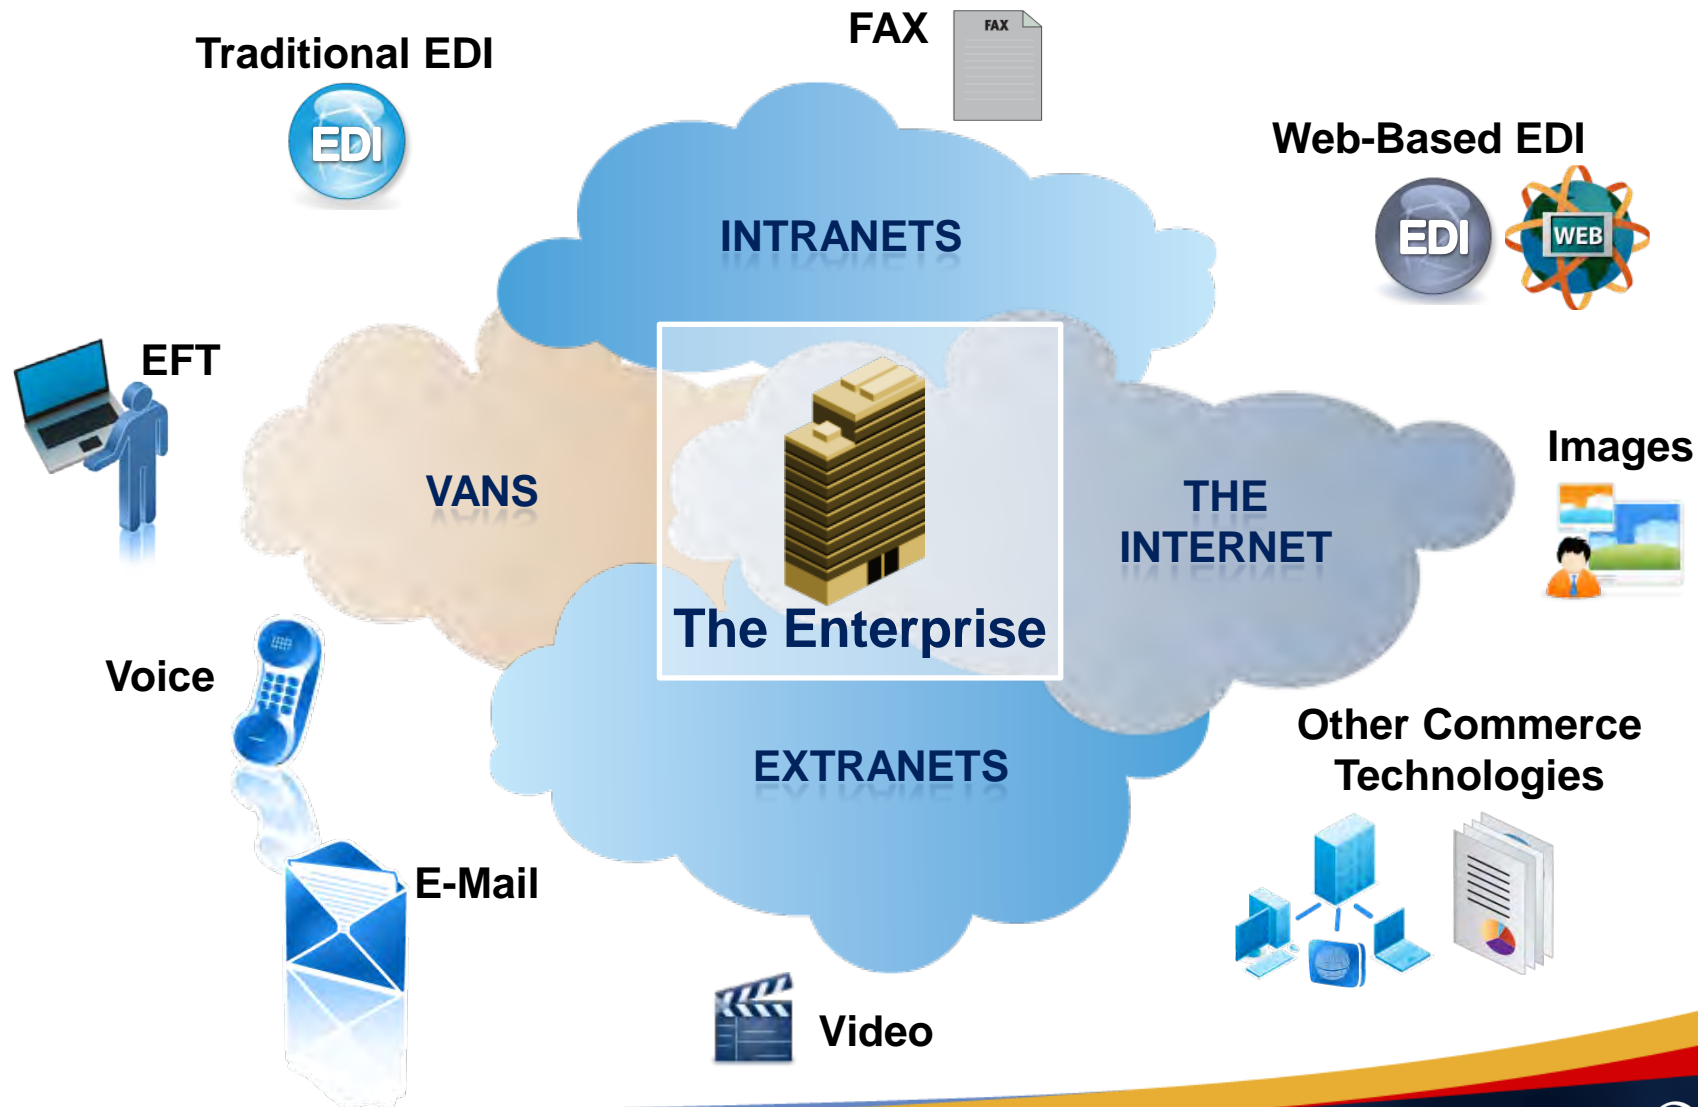 FAX
FAX
Traditional EDI
EDI
Web-Based EDI
EDI
WEB
INTRANETS
EFT
Images
VANS
THE
INTERNET
The Enterprise
Voice
Other Commerce
Technologies
EXTRANETS
E-Mail
Video